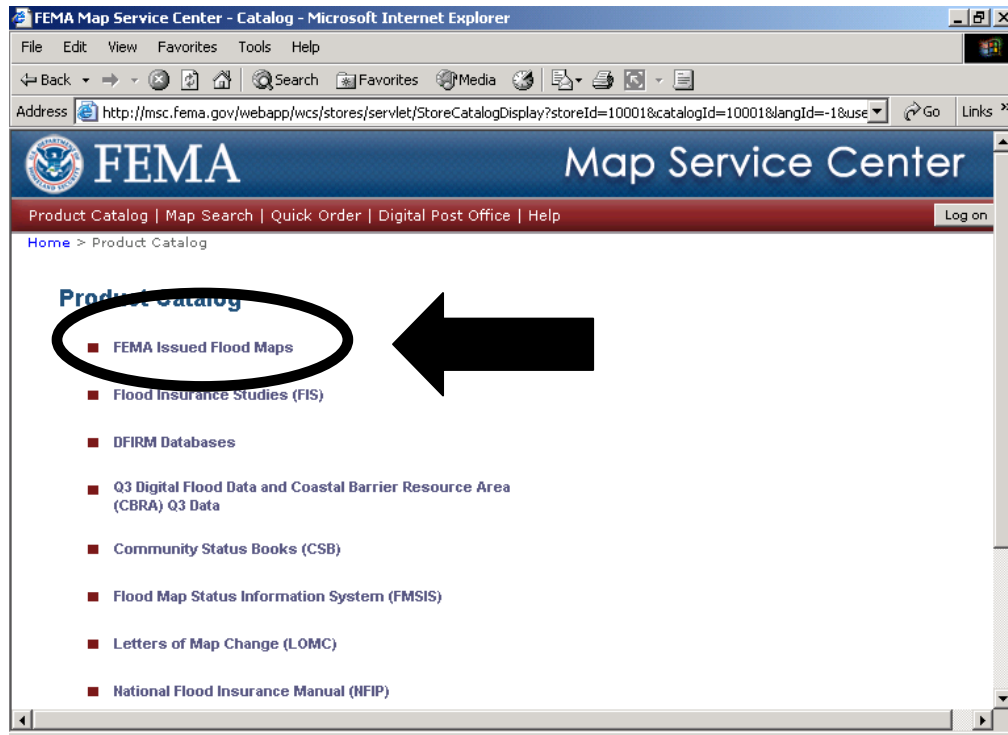 FEMA Map Service Center - Catalog - Microsoft Internet Explorer
File Edit View Favorites Tools Help
Back Search Favorites Media
Address http://msc.fema.gov/webapp/wcs/stores/servlet/StoreCatalogDisplay?storeId=10001&catalogId=10001&langId=-1&use Go Links »
FEMA Map Service Center
Product Catalog | Map Search | Quick Order | Digital Post Office | Help Log on
Home > Product Catalog
Product Catalog
FEMA Issued Flood Maps
Flood Insurance Studies (FIS)
DFIRM Databases
Q3 Digital Flood Data and Coastal Barrier Resource Area
(CBRA) Q3 Data
Community Status Books (CSB)
Flood Map Status Information System (FMSIS)
Letters of Map Change (LOMC)
National Flood Insurance Manual (NFIP)